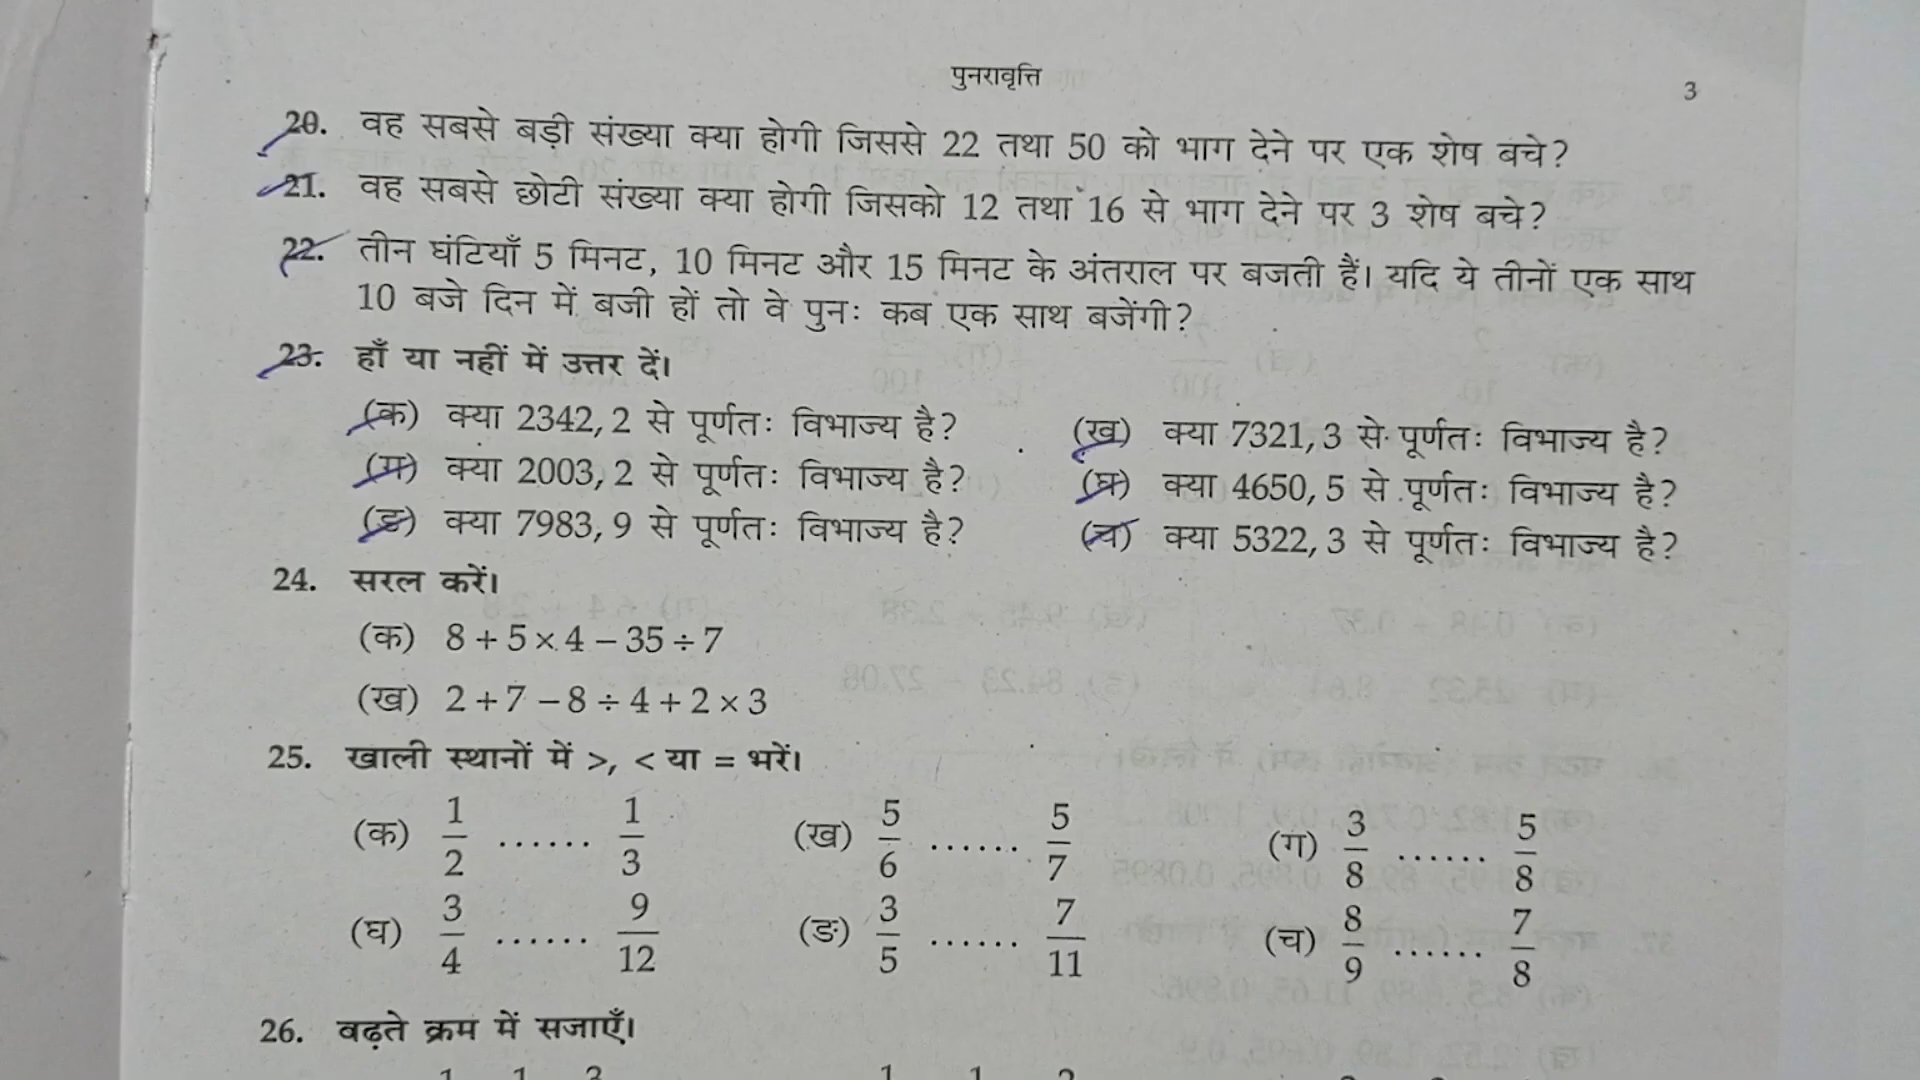 पुनरावृत्ति
3
20. वह सबसे बड़ी संख्या क्या होगी जिससे 22 तथा 50 को भाग देने पर एक शेष बचे?
21. वह सबसे छोटी संख्या क्या होगी जिसको 12 तथा 16 से भाग देने पर 3 शेष बचे?
22. तीन घंटियाँ 5 मिनट, 10 मिनट और 15 मिनट के अंतराल पर बजती हैं। यदि ये तीनों एक साथ
10 बजे दिन में बजी हों तो वे पुनः कब एक साथ बजेंगी?
23. हाँ या नहीं में उत्तर दें।
(क) क्या 2342, 2 से पूर्णतः विभाज्य है? (ख) क्या 7321, 3 से पूर्णतः विभाज्य है?
(ग) क्या 2003, 2 से पूर्णतः विभाज्य है? (घ) क्या 4650, 5 से पूर्णतः विभाज्य है?
(ङ) क्या 7983, 9 से पूर्णतः विभाज्य है? (च) क्या 5322, 3 से पूर्णतः विभाज्य है?
24. सरल करें।
(क) 8 + 5 × 4 – 35 ÷ 7
(ख) 2 + 7 – 8 ÷ 4 + 2 × 3
25. खाली स्थानों में >, < या = भरें।
(क) 1/2 ...... 1/3 (ख) 5/6 ...... 5/7 (ग) 3/8 ...... 5/8
(घ) 3/4 ...... 9/12 (ङ) 3/5 ...... 7/11 (च) 8/9 ...... 7/8
26. बढ़ते क्रम में सजाएँ।